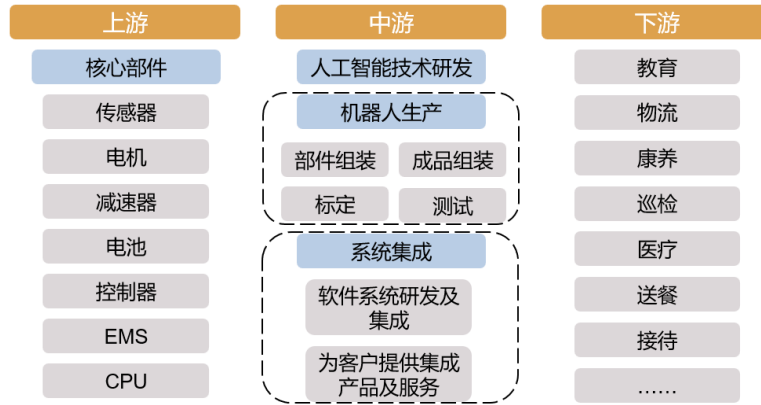 上游
核心部件
传感器
电机
减速器
电池
控制器
EMS
CPU
中游
人工智能技术研发
机器人生产
部件组装
成品组装
标定
测试
系统集成
软件系统研发及
集成
为客户提供集成
产品及服务
下游
教育
物流
康养
巡检
医疗
送餐
接待
……